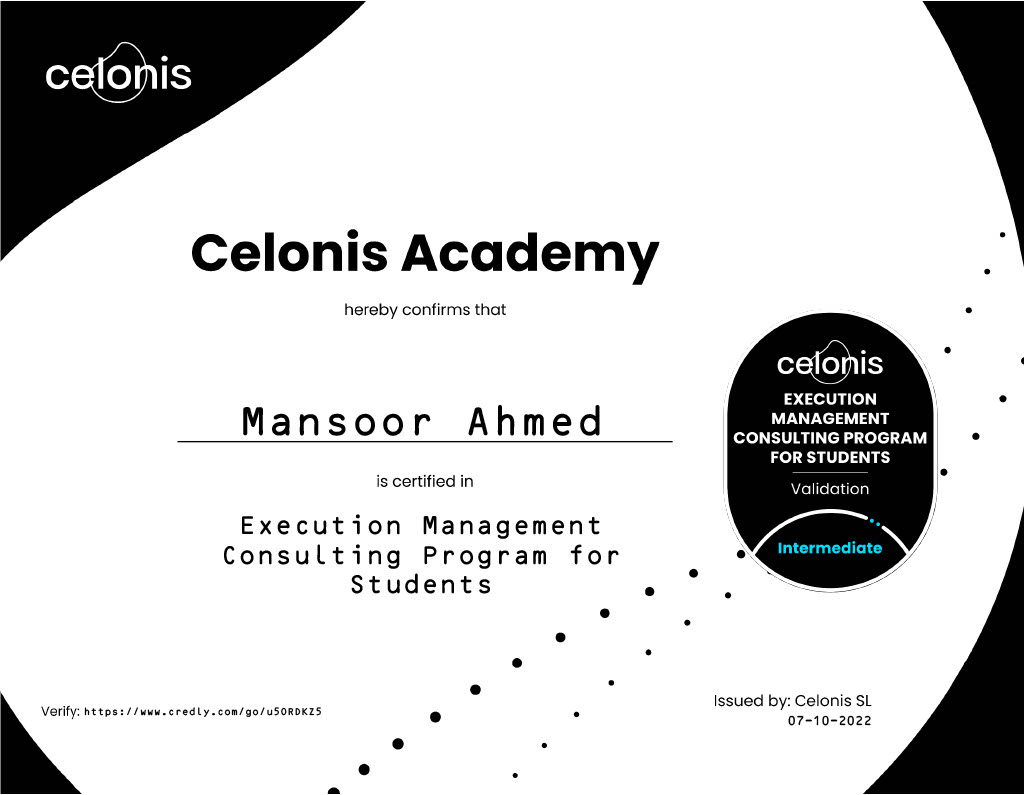 celonis
Celonis Academy
hereby confirms that
Mansoor Ahmed
is certified in
Execution Management
Consulting Program for
Students
celonis
EXECUTION
MANAGEMENT
CONSULTING PROGRAM
FOR STUDENTS
Validation
Intermediate
Verify: https://www.credly.com/go/u5ORDKZ5
Issued by: Celonis SL
07-10-2022